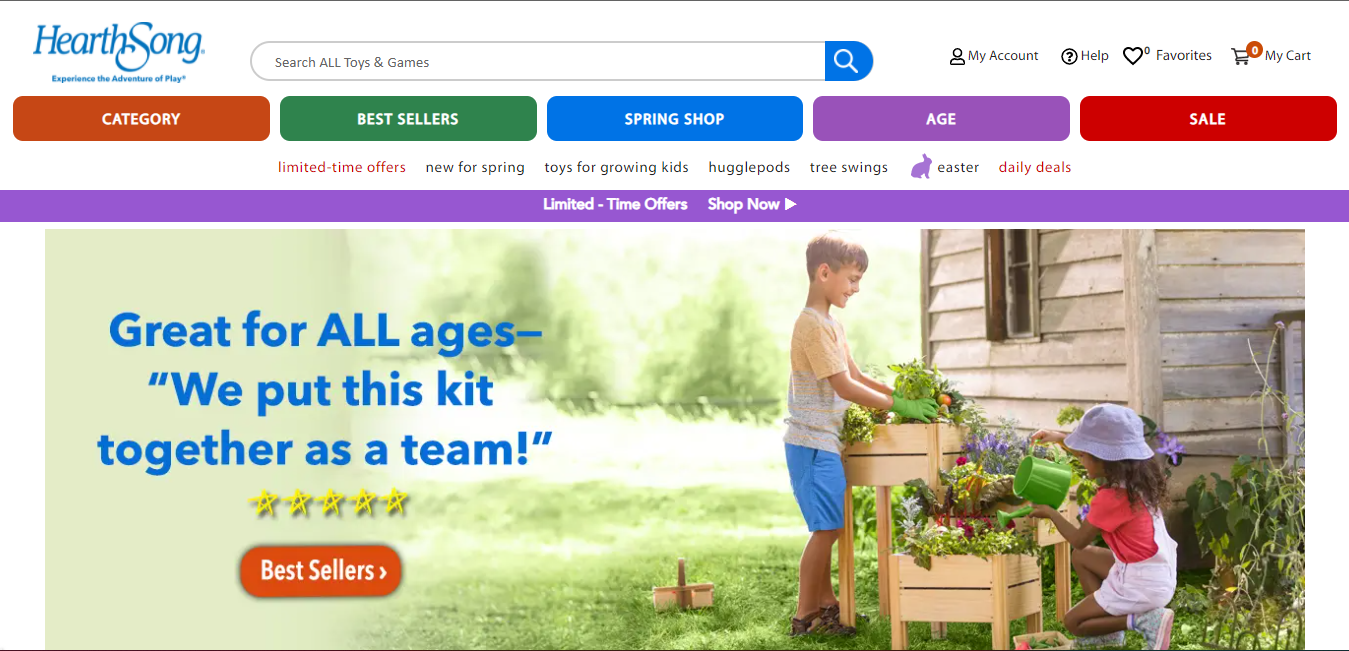 HearthSong
Experience the Adventure of Play®
Search ALL Toys & Games
My Account
Help
0 Favorites
0 My Cart
CATEGORY
BEST SELLERS
SPRING SHOP
AGE
SALE
limited-time offers
new for spring
toys for growing kids
hugglepods
tree swings
easter
daily deals
Limited - Time Offers Shop Now ▶
Great for ALL ages—
“We put this kit
together as a team!”
Best Sellers ›